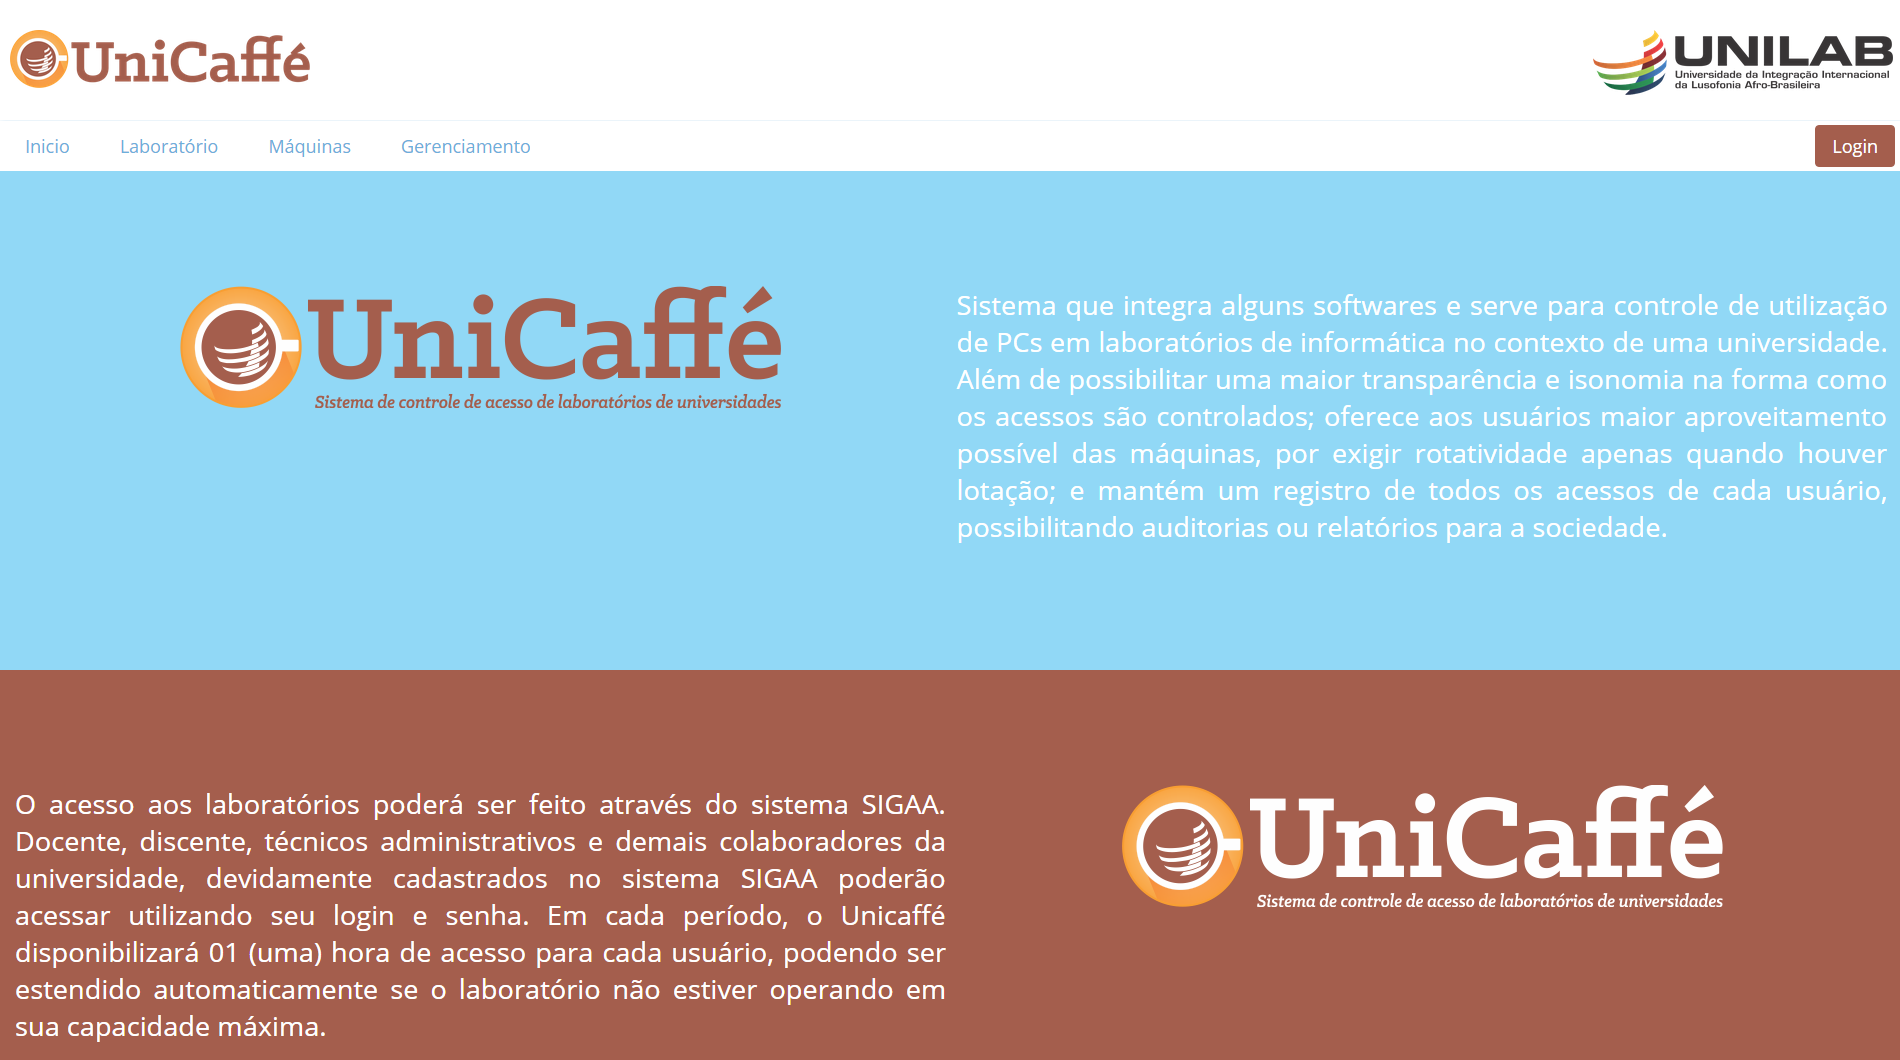 UniCaffé
UNILAB
Universidade da Integração Internacional
da Lusofonia Afro-Brasileira
Inicio
Laboratório
Máquinas
Gerenciamento
Login
UniCaffé
Sistema de controle de acesso de laboratórios de universidades
Sistema que integra alguns softwares e serve para controle de utilização
de PCs em laboratórios de informática no contexto de uma universidade.
Além de possibilitar uma maior transparência e isonomia na forma como
os acessos são controlados; oferece aos usuários maior aproveitamento
possível das máquinas, por exigir rotatividade apenas quando houver
lotação; e mantém um registro de todos os acessos de cada usuário,
possibilitando auditorias ou relatórios para a sociedade.
O acesso aos laboratórios poderá ser feito através do sistema SIGAA.
Docente, discente, técnicos administrativos e demais colaboradores da
universidade, devidamente cadastrados no sistema SIGAA poderão
acessar utilizando seu login e senha. Em cada período, o Unicaffé
disponibilizará 01 (uma) hora de acesso para cada usuário, podendo ser
estendido automaticamente se o laboratório não estiver operando em
sua capacidade máxima.
UniCaffé
Sistema de controle de acesso de laboratórios de universidades